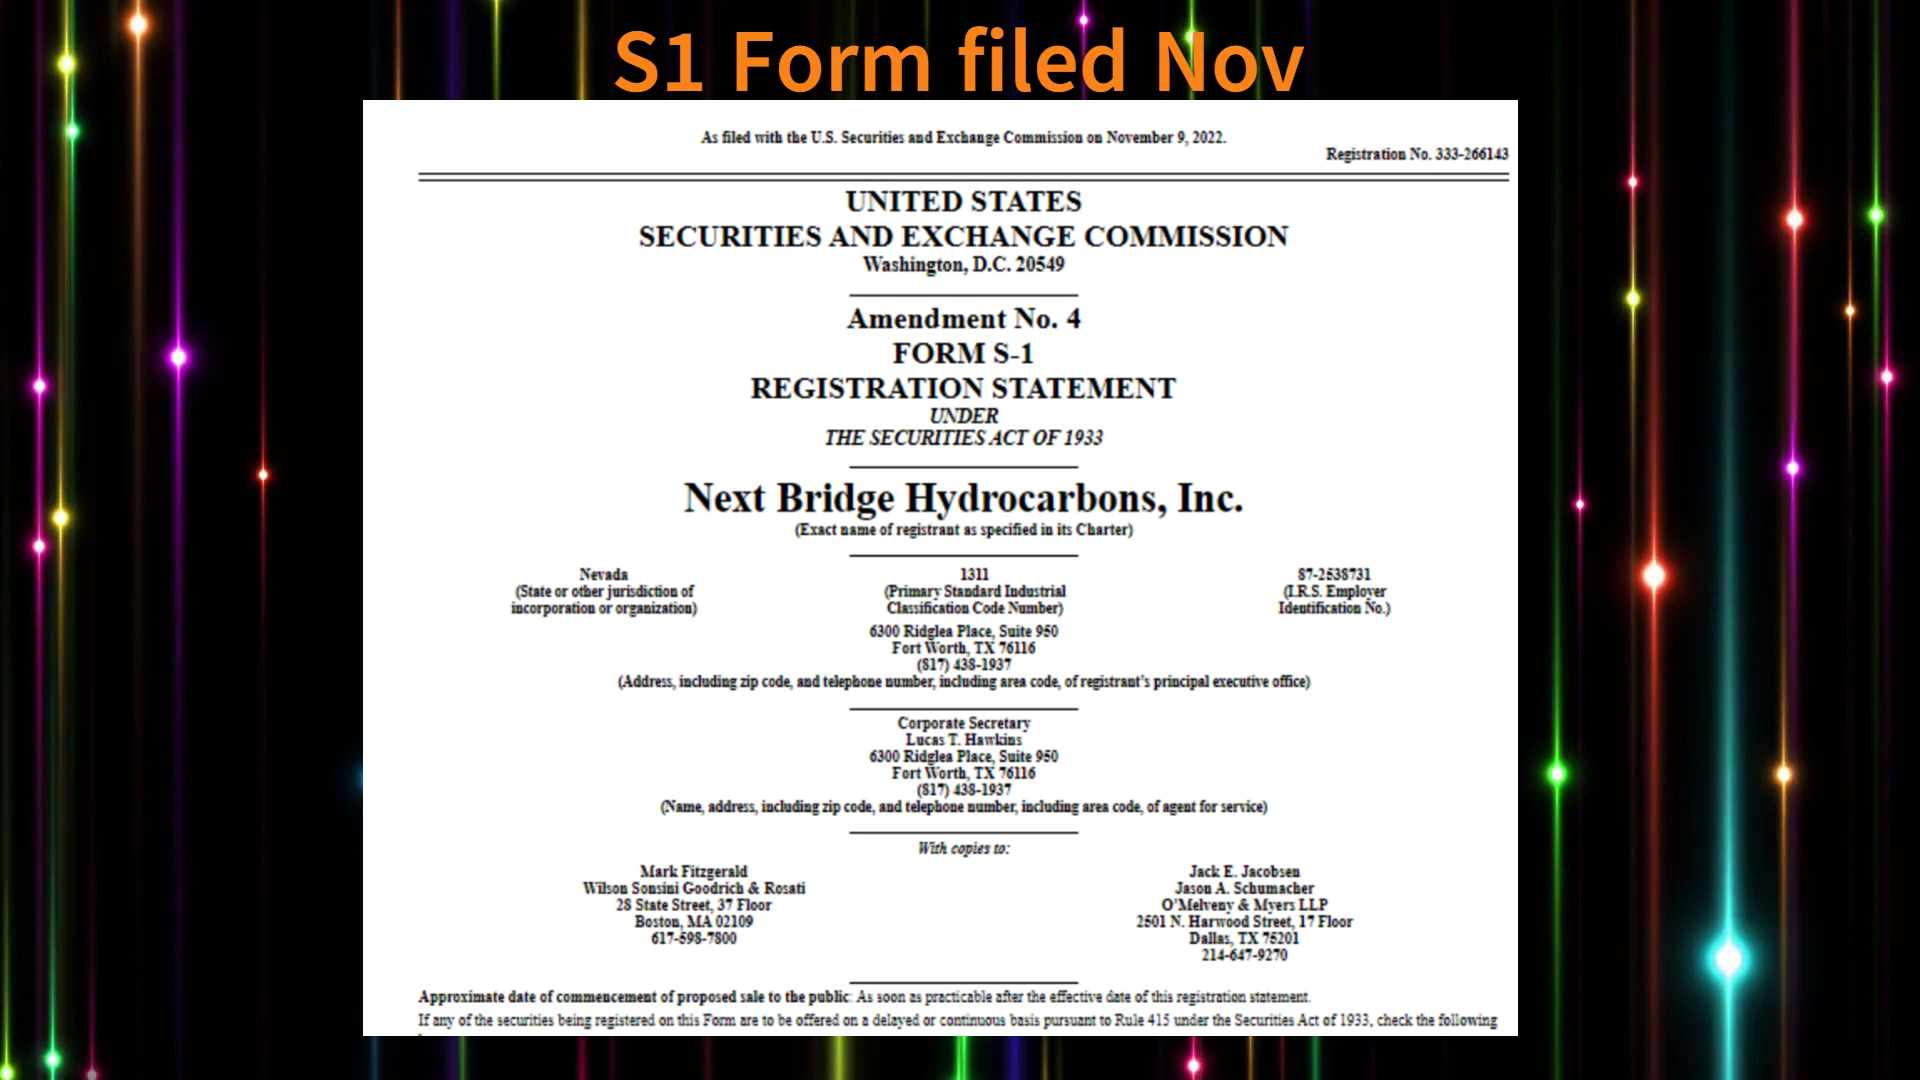 S1 Form filed Nov
As filed with the U.S. Securities and Exchange Commission on November 9, 2022.
Registration No. 333-266143
UNITED STATES
SECURITIES AND EXCHANGE COMMISSION
Washington, D.C. 20549
Amendment No. 4
FORM S-1
REGISTRATION STATEMENT
UNDER
THE SECURITIES ACT OF 1933
Next Bridge Hydrocarbons, Inc.
(Exact name of registrant as specified in its Charter)
Nevada 1311 87-2538731
(State or other jurisdiction of (Primary Standard Industrial (I.R.S. Employer
incorporation or organization) Classification Code Number) Identification No.)
6300 Ridglea Place, Suite 950
Fort Worth, TX 76116
(817) 438-1937
(Address, including zip code, and telephone number, including area code, of registrant's principal executive office)
Corporate Secretary
Lucas T. Hawkins
6300 Ridglea Place, Suite 950
Fort Worth, TX 76116
(817) 438-1937
(Name, address, including zip code, and telephone number, including area code, of agent for service)
With copies to:
Mark Fitzgerald
Wilson Sonsini Goodrich & Rosati
28 State Street, 37 Floor
Boston, MA 02109
617-598-7800
Jack E. Jacobsen
Jason A. Schumacher
O'Melveny & Myers LLP
2501 N. Harwood Street, 17 Floor
Dallas, TX 75201
214-647-9270
Approximate date of commencement of proposed sale to the public: As soon as practicable after the effective date of this registration statement.
If any of the securities being registered on this Form are to be offered on a delayed or continuous basis pursuant to Rule 415 under the Securities Act of 1933, check the following